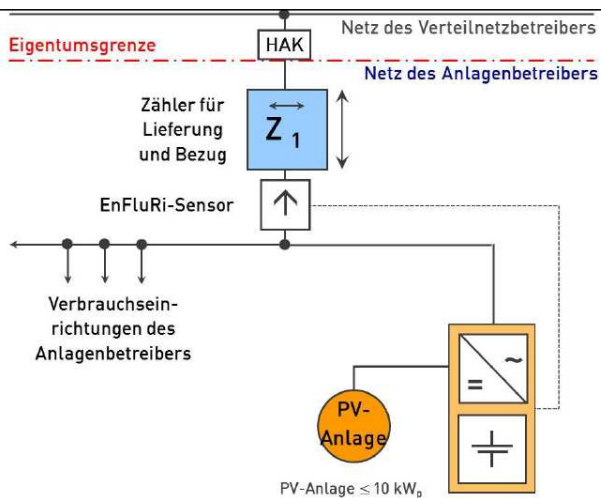 Netz des Verteilnetzbetreibers
Eigentumsgrenze
HAK
Netz des Anlagenbetreibers
Zähler für
Lieferung
und Bezug
Z 1
EnFluRi-Sensor
Verbrauchsein-
richtungen des
Anlagenbetreibers
PV-
Anlage
PV-Anlage ≤ 10 kWp